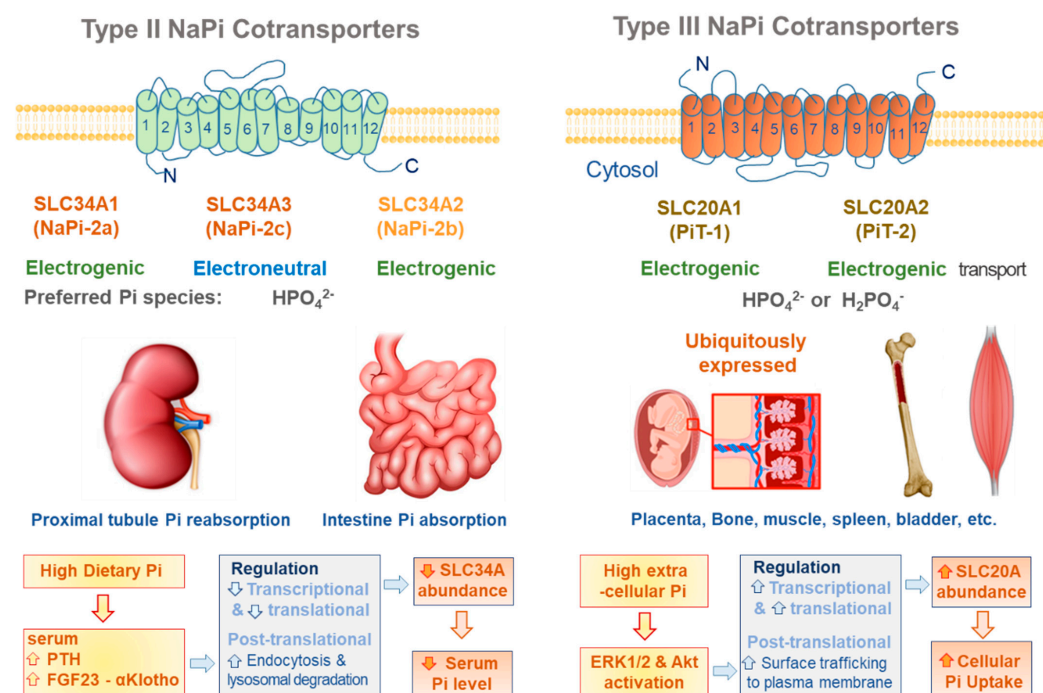 Type II NaPi Cotransporters
1 2 3 4 5 6 7 8 9 10 11 12
N
C
SLC34A1
(NaPi-2a)
SLC34A3
(NaPi-2c)
SLC34A2
(NaPi-2b)
Electrogenic
Electroneutral
Electrogenic
Preferred Pi species: HPO₄²⁻
Proximal tubule Pi reabsorption
Intestine Pi absorption
High Dietary Pi
serum
⇧ PTH
⇧ FGF23 - αKlotho
Regulation
⇩ Transcriptional
& ⇩ translational
Post-translational
⇧ Endocytosis &
lysosomal degradation
⬇ SLC34A
abundance
⬇ Serum
Pi level
Type III NaPi Cotransporters
N
C
1 2 3 4 5 6 7 8 9 10 11 12
Cytosol
SLC20A1
(PiT-1)
SLC20A2
(PiT-2)
Electrogenic
Electrogenic transport
HPO₄²⁻ or H₂PO₄⁻
Ubiquitously
expressed
Placenta, Bone, muscle, spleen, bladder, etc.
High extra
-cellular Pi
ERK1/2 & Akt
activation
Regulation
⇧ Transcriptional
& ⇧ translational
Post-translational
⇧ Surface trafficking
to plasma membrane
⬆ SLC20A
abundance
⬆ Cellular
Pi Uptake